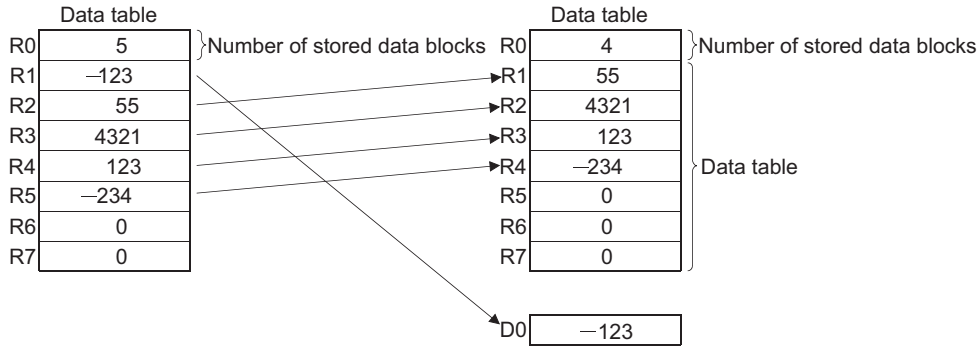 Data table Data table
R0 5 Number of stored data blocks R0 4 Number of stored data blocks
R1 —123 R1 55
R2 55 R2 4321
R3 4321 R3 123
R4 123 R4 —234 Data table
R5 —234 R5 0
R6 0 R6 0
R7 0 R7 0
D0 —123